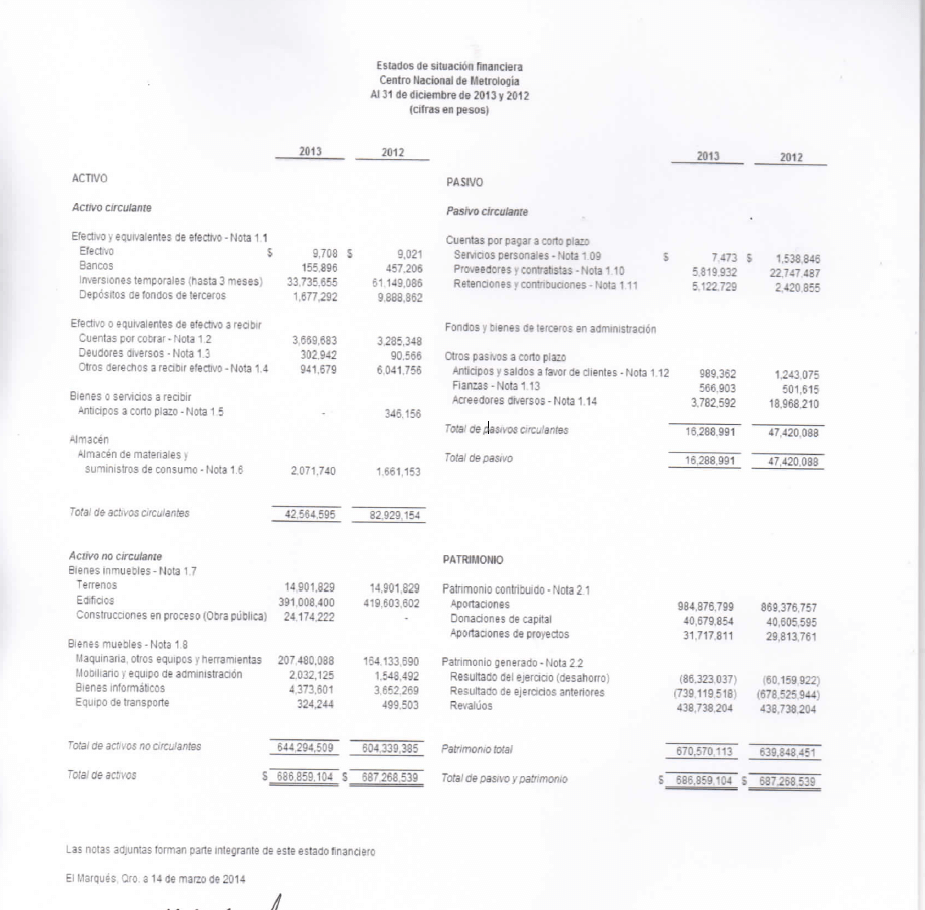 Estados de situación financiera
Centro Nacional de Metrología
Al 31 de diciembre de 2013 y 2012
(cifras en pesos)
2013 2012
ACTIVO
Activo circulante
Efectivo y equivalentes de efectivo - Nota 1.1
Efectivo $ 9,708 $ 9,021
Bancos 155,896 457,206
Inversiones temporales (hasta 3 meses) 33,735,655 61,149,086
Depósitos de fondos de terceros 1,677,292 9,888,862
Efectivo o equivalentes de efectivo a recibir
Cuentas por cobrar - Nota 1.2 3,669,683 3,285,348
Deudores diversos - Nota 1.3 302,942 90,566
Otros derechos a recibir efectivo - Nota 1.4 941,679 6,041,756
Bienes o servicios a recibir
Anticipos a corto plazo - Nota 1.5 - 346,156
Almacén
Almacén de materiales y
suministros de consumo - Nota 1.6 2,071,740 1,661,153
Total de activos circulantes 42,564,595 82,929,154
Activo no circulante
Bienes inmuebles - Nota 1.7
Terrenos 14,901,829 14,901,829
Edificios 391,008,400 419,603,602
Construcciones en proceso (Obra pública) 24,174,222 -
Bienes muebles - Nota 1.8
Maquinaria, otros equipos y herramientas 207,480,088 164,133,690
Mobiliario y equipo de administración 2,032,125 1,548,492
Bienes informáticos 4,373,601 3,652,269
Equipo de transporte 324,244 499,503
Total de activos no circulantes 644,294,509 604,339,385
Total de activos $ 686,859,104 $ 687,268,539
2013 2012
PASIVO
Pasivo circulante
Cuentas por pagar a corto plazo
Servicios personales - Nota 1.09 $ 7,473 $ 1,538,846
Proveedores y contratistas - Nota 1.10 5,819,932 22,747,487
Retenciones y contribuciones - Nota 1.11 5,122,729 2,420,855
Fondos y bienes de terceros en administración
Otros pasivos a corto plazo
Anticipos y saldos a favor de clientes - Nota 1.12 989,362 1,243,075
Fianzas - Nota 1.13 566,903 501,615
Acreedores diversos - Nota 1.14 3,782,592 18,968,210
Total de pasivos circulantes 16,288,991 47,420,088
Total de pasivo 16,288,991 47,420,088
PATRIMONIO
Patrimonio contribuido - Nota 2.1
Aportaciones 984,876,799 869,376,757
Donaciones de capital 40,679,854 40,605,595
Aportaciones de proyectos 31,717,811 29,813,761
Patrimonio generado - Nota 2.2
Resultado del ejercicio (desahorro) (86,323,037) (60,159,922)
Resultado de ejercicios anteriores (739,119,518) (678,525,944)
Revalúos 438,738,204 438,738,204
Patrimonio total 670,570,113 639,848,451
Total de pasivo y patrimonio $ 686,859,104 $ 687,268,539
Las notas adjuntas forman parte integrante de este estado financiero
El Marqués, Qro. a 14 de marzo de 2014